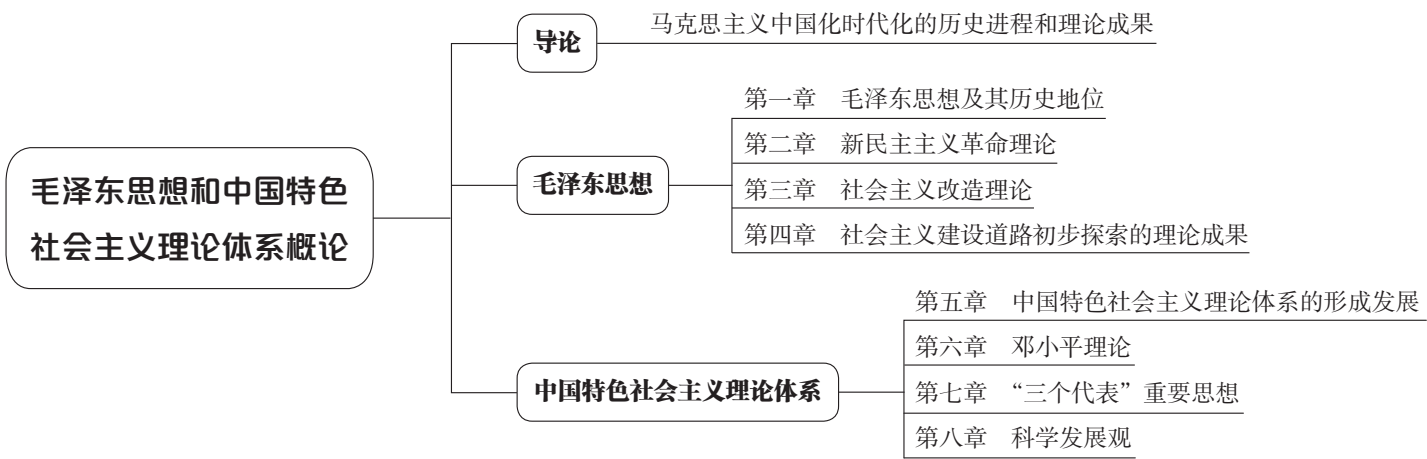 毛泽东思想和中国特色
社会主义理论体系概论
导论
马克思主义中国化时代化的历史进程和理论成果
毛泽东思想
第一章　毛泽东思想及其历史地位
第二章　新民主主义革命理论
第三章　社会主义改造理论
第四章　社会主义建设道路初步探索的理论成果
中国特色社会主义理论体系
第五章　中国特色社会主义理论体系的形成发展
第六章　邓小平理论
第七章　“三个代表”重要思想
第八章　科学发展观